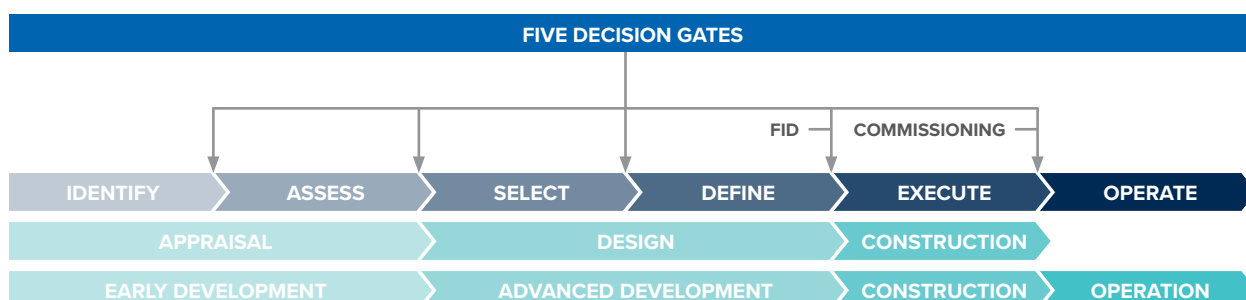 FIVE DECISION GATES
FID COMMISSIONING
IDENTIFY ASSESS SELECT DEFINE EXECUTE OPERATE
APPRAISAL DESIGN CONSTRUCTION
EARLY DEVELOPMENT ADVANCED DEVELOPMENT CONSTRUCTION OPERATION